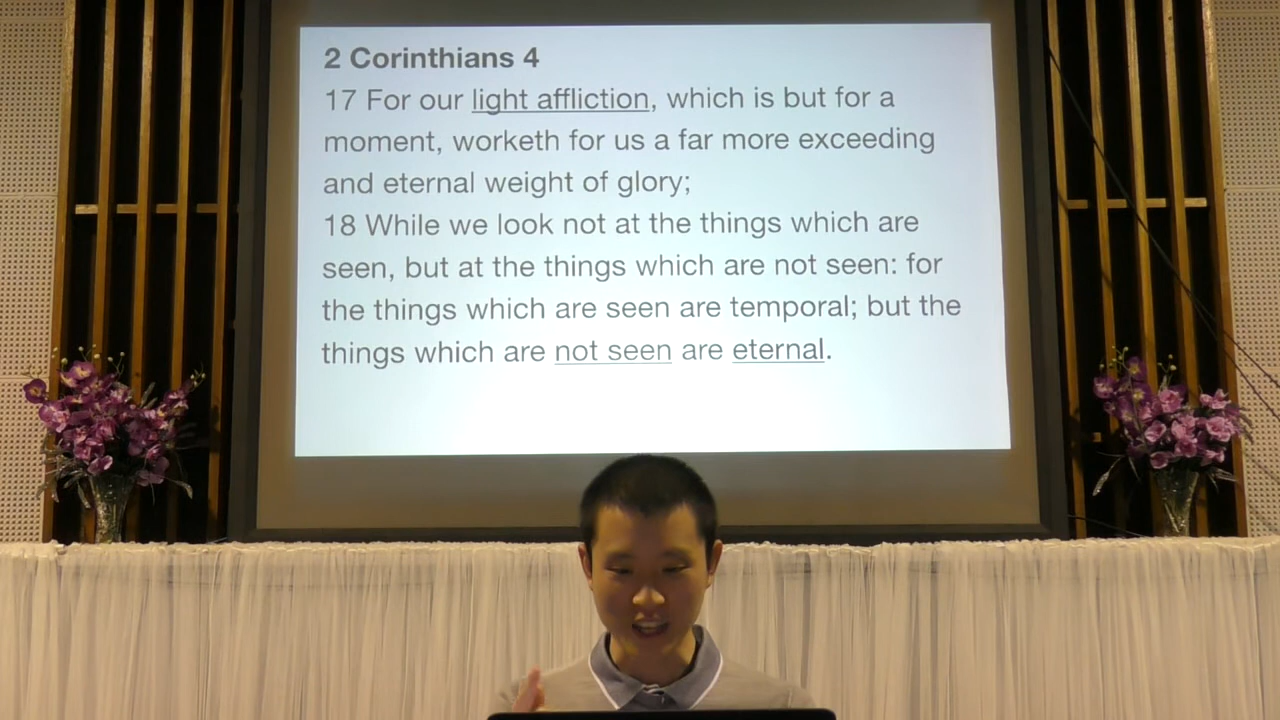 2 Corinthians 4
17 For our light affliction, which is but for a
moment, worketh for us a far more exceeding
and eternal weight of glory;
18 While we look not at the things which are
seen, but at the things which are not seen: for
the things which are seen are temporal; but the
things which are not seen are eternal.